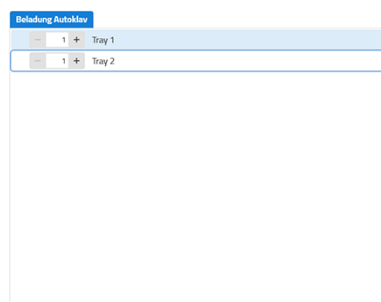 Beladung Autoklav
− 1 + Tray 1
− 1 + Tray 2